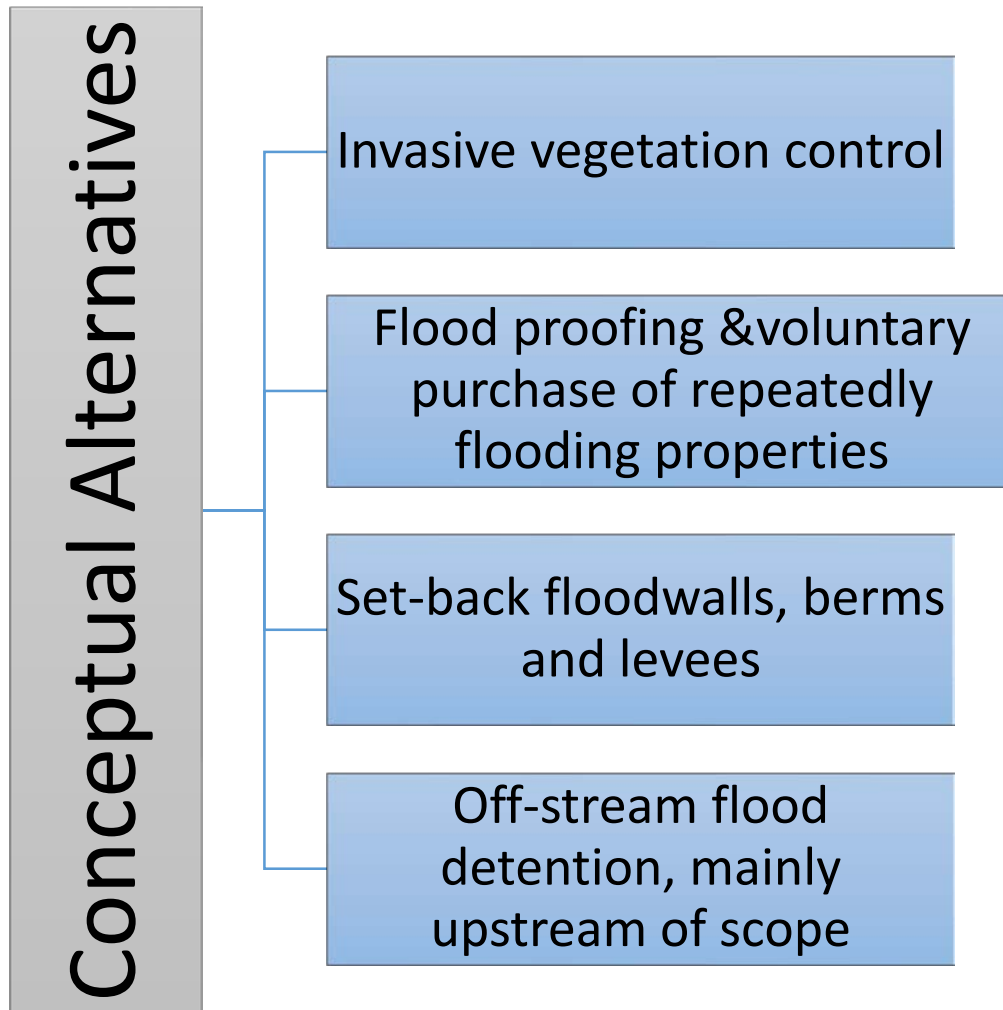 Conceptual Alternatives
Invasive vegetation control
Flood proofing &voluntary
purchase of repeatedly
flooding properties
Set-back floodwalls, berms
and levees
Off-stream flood
detention, mainly
upstream of scope